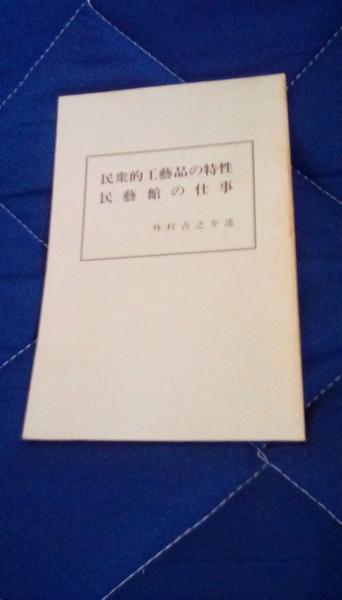 民衆的工藝品の特性
民藝館の仕事
外村吉之介述